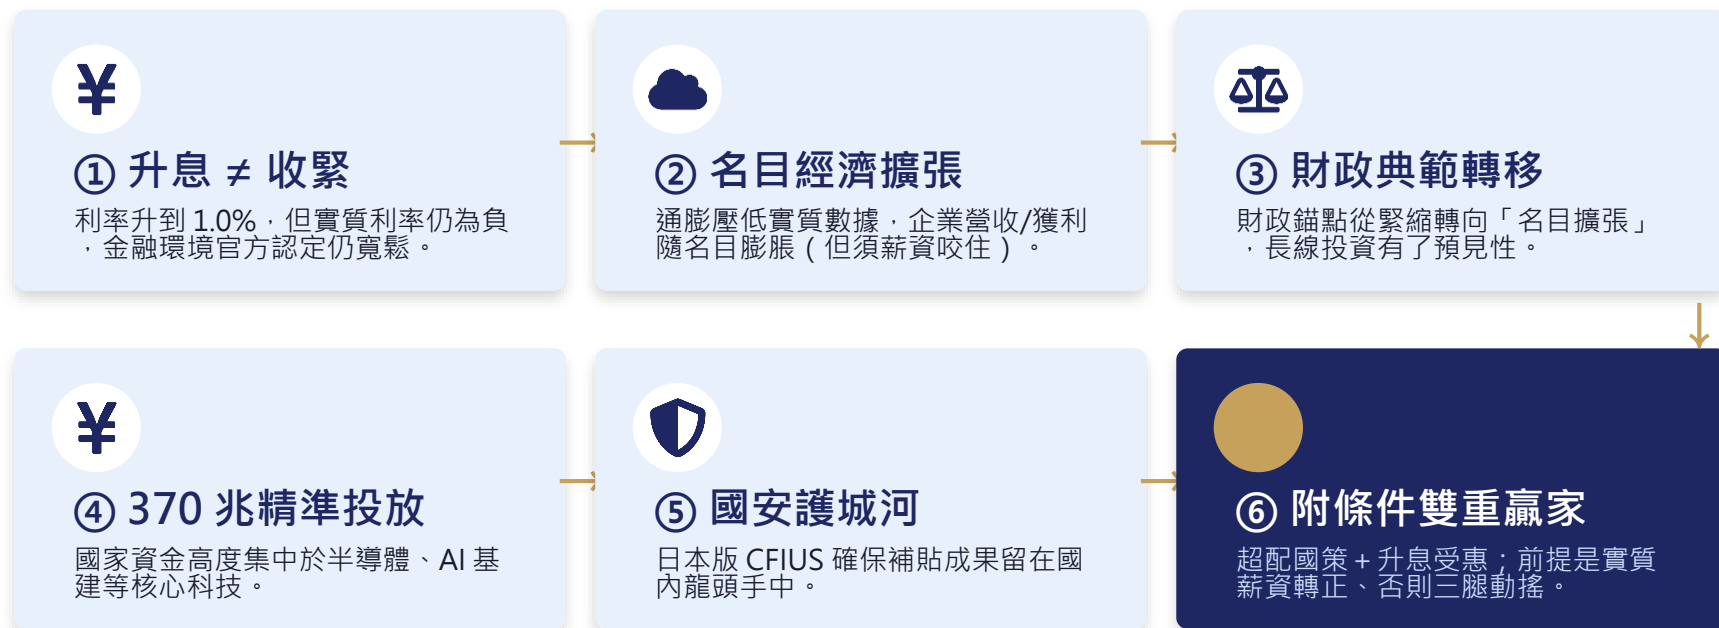 ① 升息 ≠ 收緊
利率升到 1.0%，但實質利率仍為負
，金融環境官方認定仍寬鬆。
② 名目經濟擴張
通膨壓低實質數據，企業營收/獲利
隨名目膨脹（但須薪資咬住）。
③ 財政典範轉移
財政錨點從緊縮轉向「名目擴張」
，長線投資有了預見性。
④ 370 兆精準投放
國家資金高度集中於半導體、AI 基
建等核心科技。
⑤ 國安護城河
日本版 CFIUS 確保補貼成果留在國
內龍頭手中。
⑥ 附條件雙重贏家
超配國策 + 升息受惠；前提是實質
薪資轉正、否則三腿動搖。